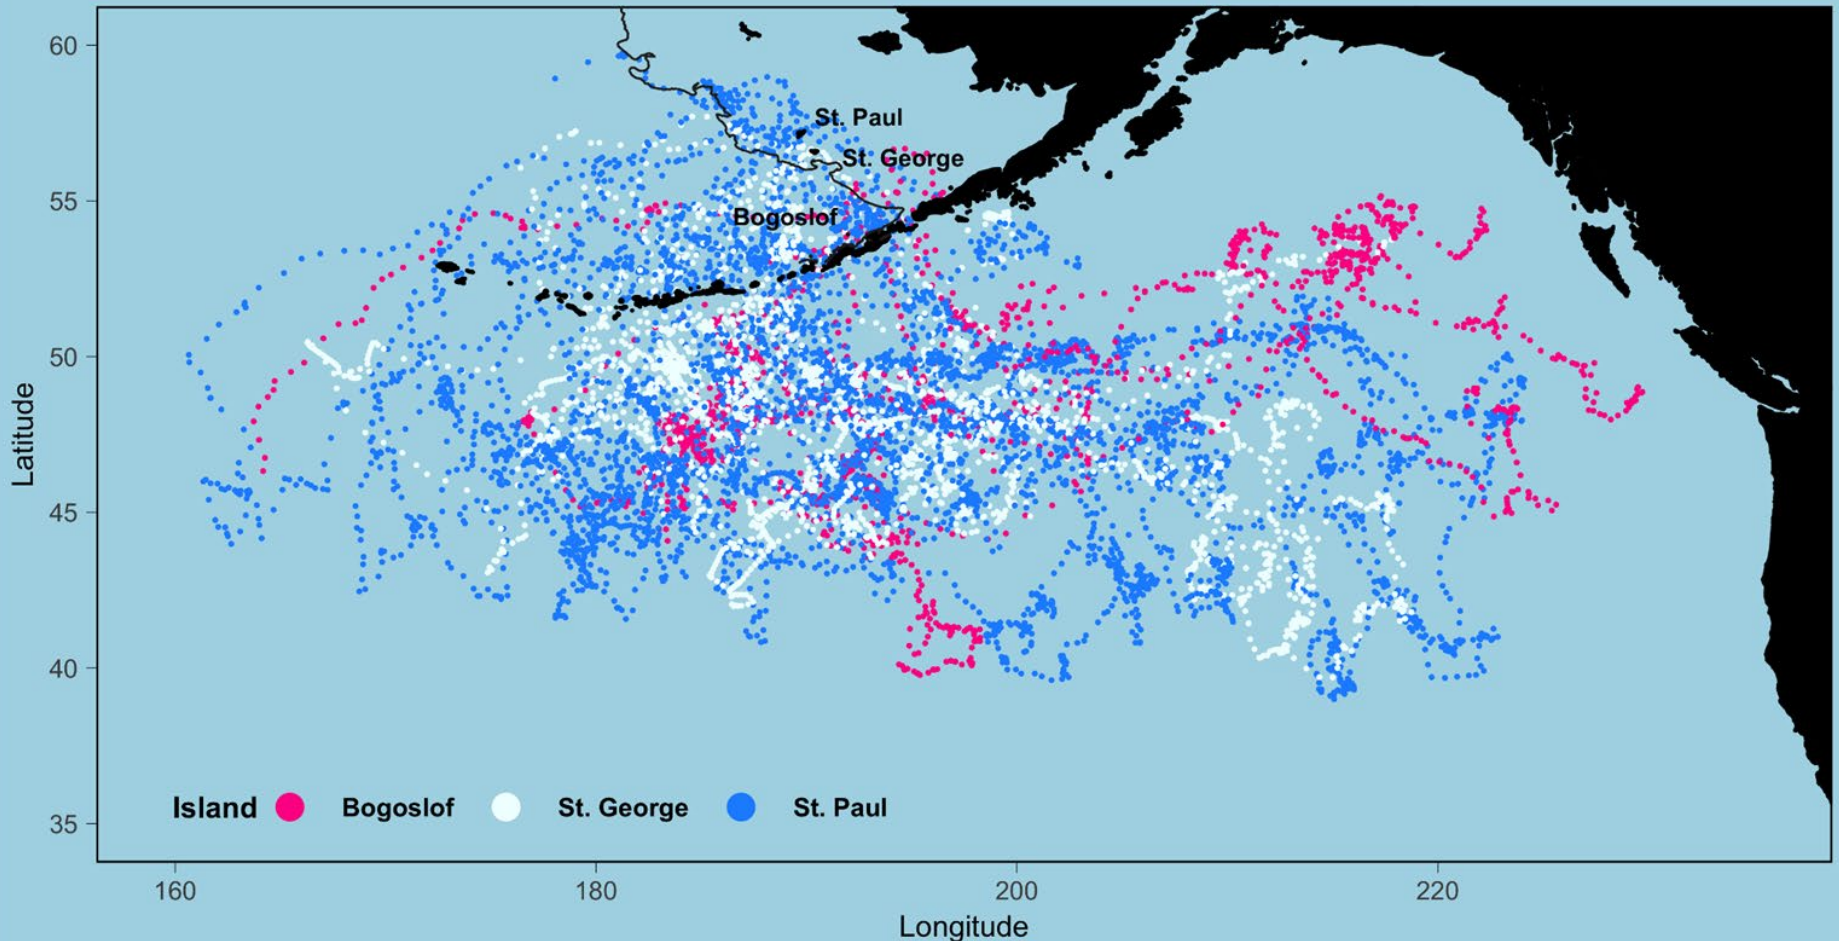 60
55
50
45
40
35
Latitude
St. Paul
St. George
Bogoslof
Island Bogoslof St. George St. Paul
160 180 200 220
Longitude